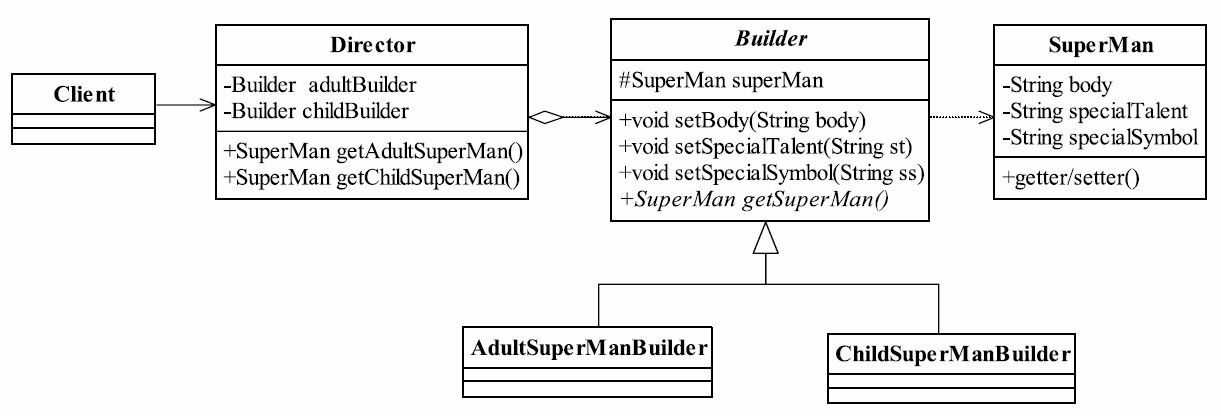 Client
Director
-Builder adultBuilder
-Builder childBuilder
+SuperMan getAdultSuperMan()
+SuperMan getChildSuperMan()
Builder
#SuperMan superMan
+void setBody(String body)
+void setSpecialTalent(String st)
+void setSpecialSymbol(String ss)
+SuperMan getSuperMan()
SuperMan
-String body
-String specialTalent
-String specialSymbol
+getter/setter()
AdultSuperManBuilder
ChildSuperManBuilder